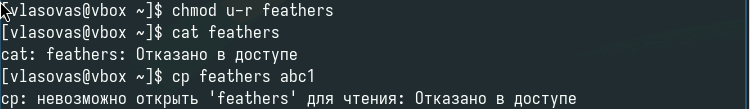 [vlasovas@vbox ~]$ chmod u-r feathers
[vlasovas@vbox ~]$ cat feathers
cat: feathers: Отказано в доступе
[vlasovas@vbox ~]$ cp feathers abc1
cp: невозможно открыть 'feathers' для чтения: Отказано в доступе